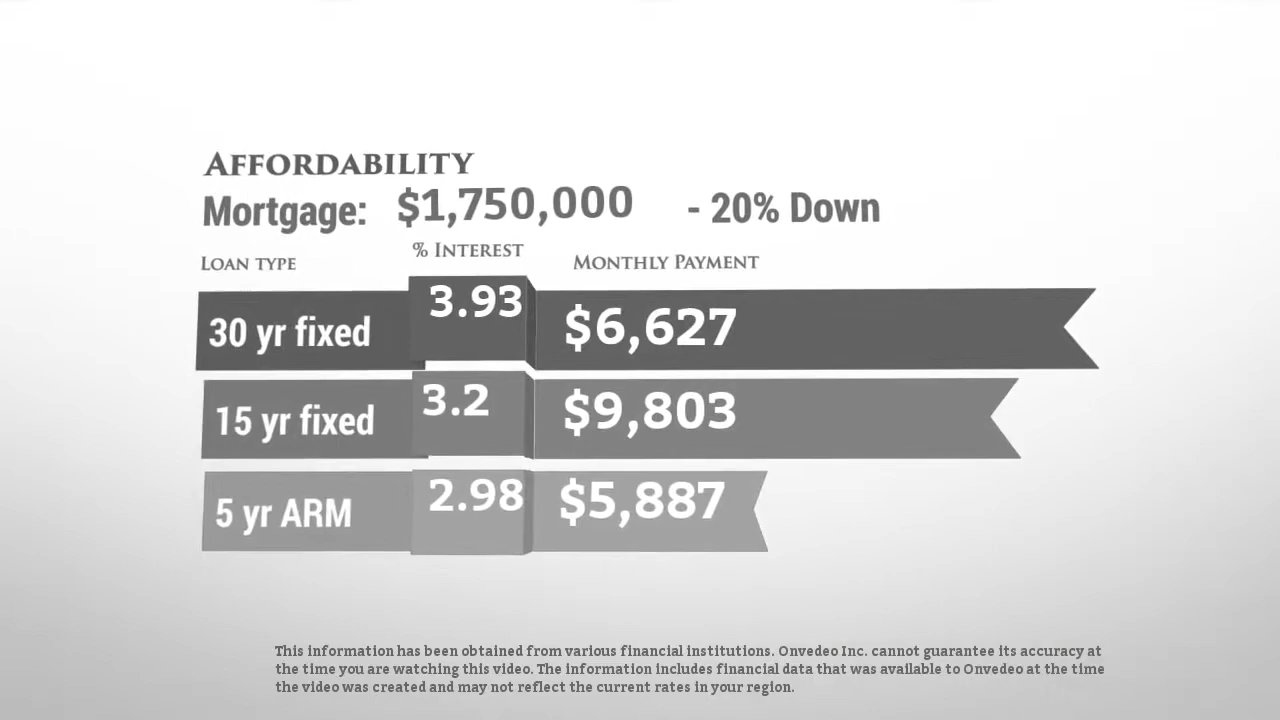 AFFORDABILITY
Mortgage: $1,750,000 - 20% Down
LOAN TYPE % INTEREST MONTHLY PAYMENT
30 yr fixed 3.93 $6,627
15 yr fixed 3.2 $9,803
5 yr ARM 2.98 $5,887
This information has been obtained from various financial institutions. Onvedeo Inc. cannot guarantee its accuracy at
the time you are watching this video. The information includes financial data that was available to Onvedeo at the time
the video was created and may not reflect the current rates in your region.